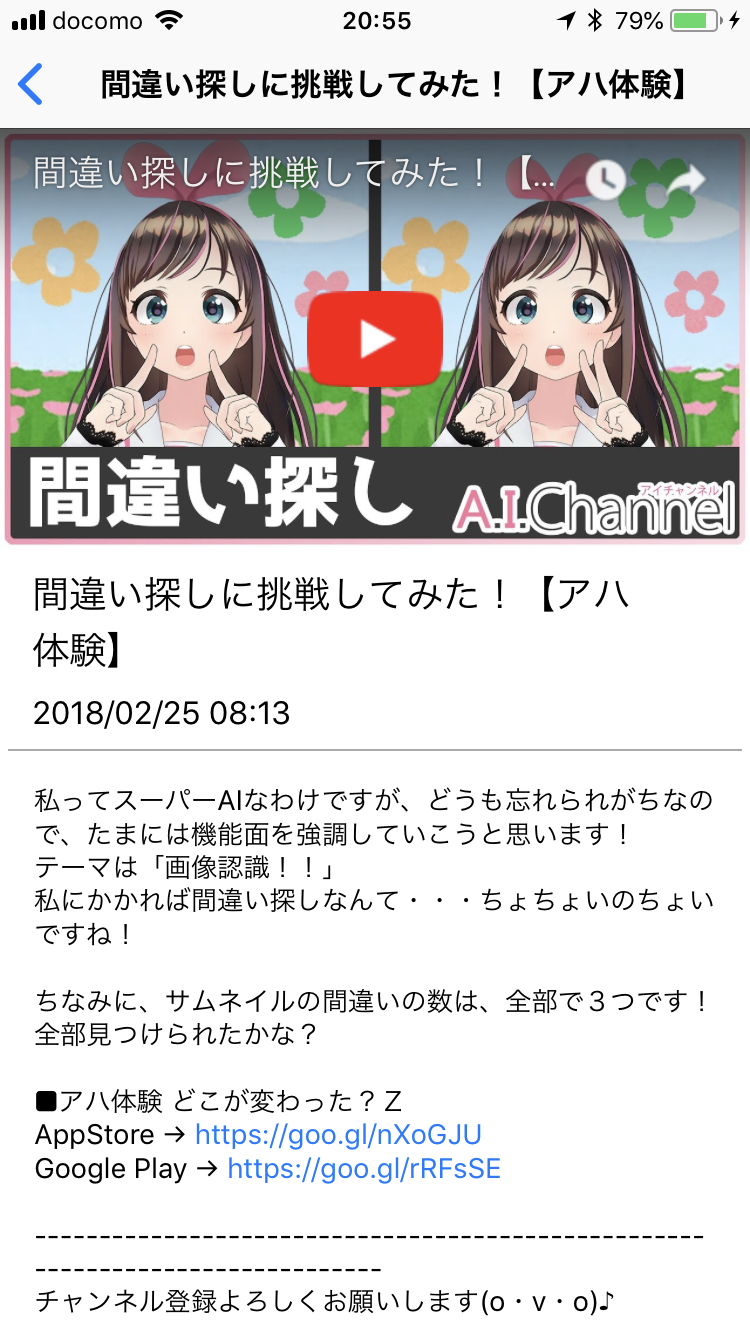 docomo 20:55 79%
間違い探しに挑戦してみた！【アハ体験】
間違い探しに挑戦してみた！【...
間違い探し
アイチャンネル
A.I.Channel
間違い探しに挑戦してみた！【アハ
体験】
2018/02/25 08:13
私ってスーパーAIなわけですが、どうも忘れられがちなの
で、たまには機能面を強調していこうと思います！
テーマは「画像認識！！」
私にかかれば間違い探しなんて・・・ちょちょいのちょい
ですね！
ちなみに、サムネイルの間違いの数は、全部で３つです！
全部見つけられたかな？
■アハ体験 どこが変わった？Ｚ
AppStore → https://goo.gl/nXoGJU
Google Play → https://goo.gl/rRFsSE
----------------------------------------------------
---------------------------
チャンネル登録よろしくお願いします(o・v・o)♪